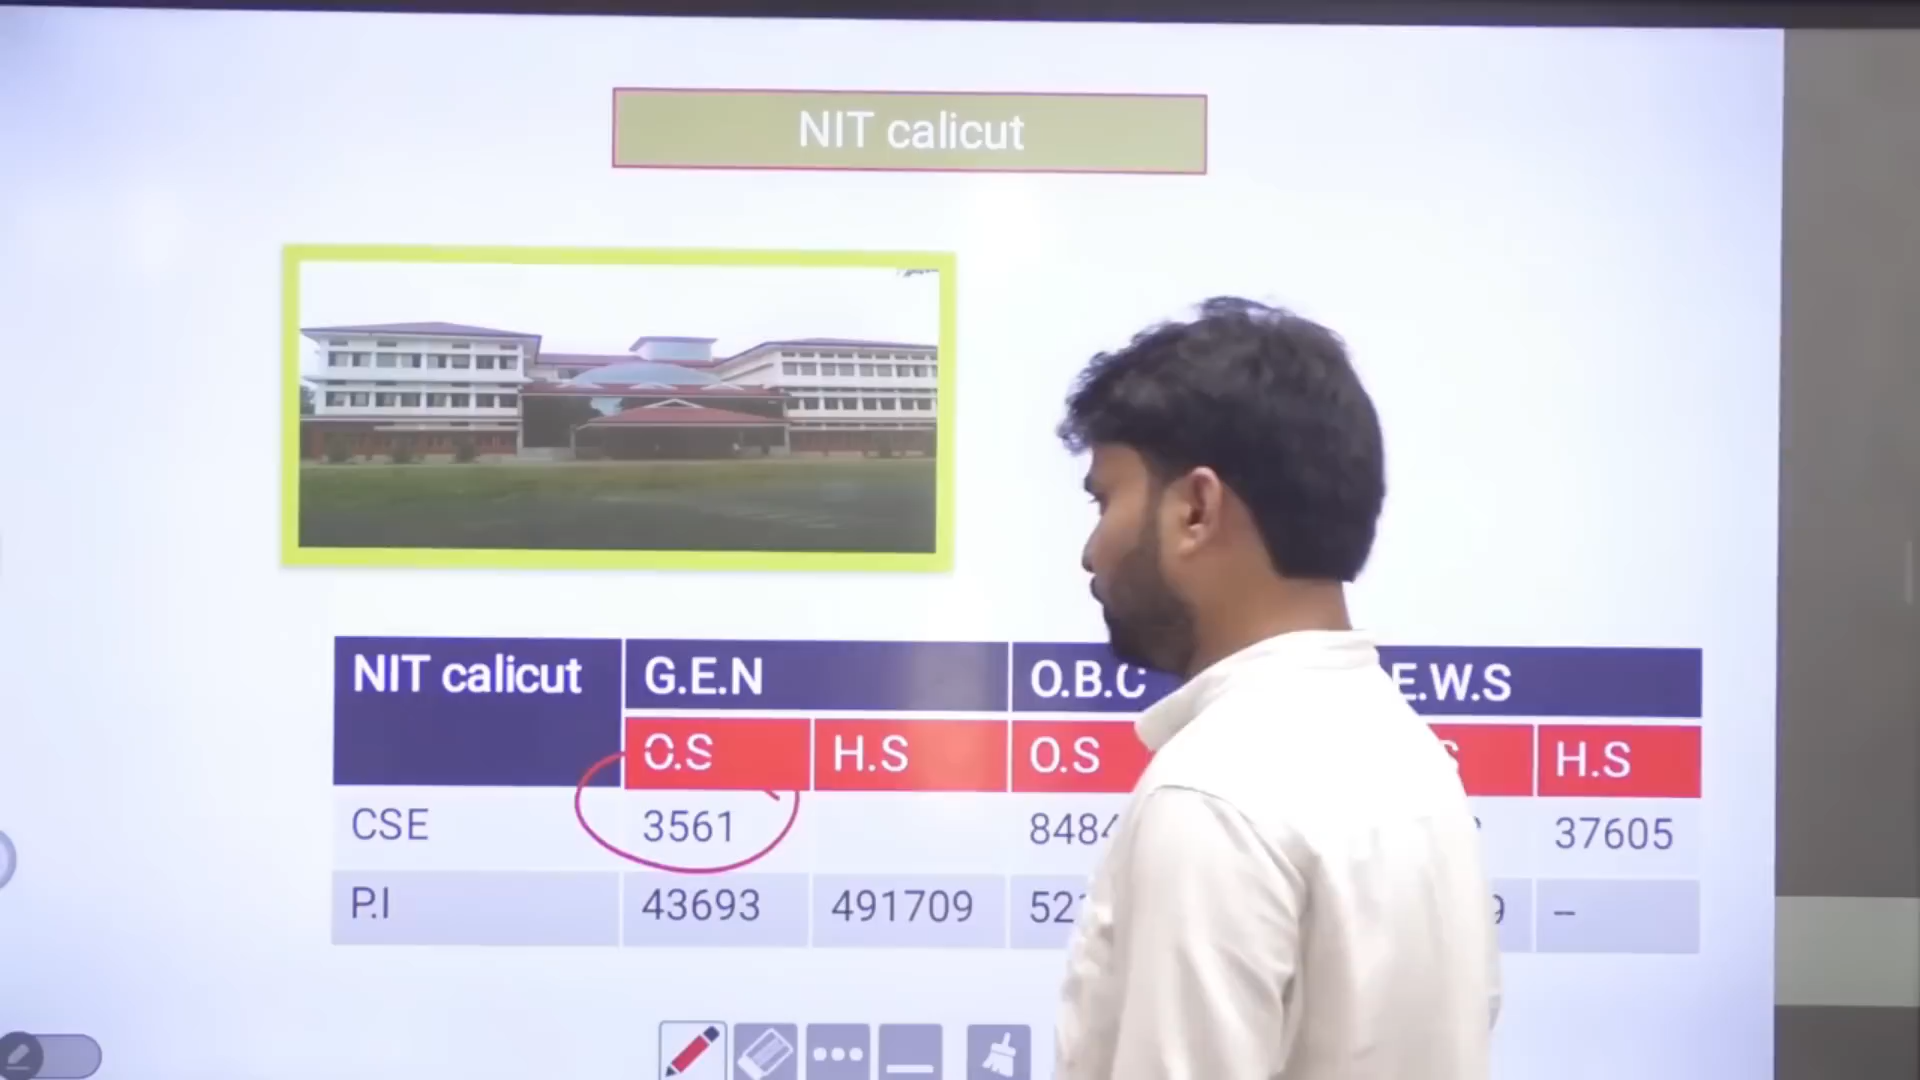 NIT calicut
NIT calicut G.E.N O.B.C E.W.S
O.S H.S O.S H.S
CSE 3561 37605
P.I 43693 491709 –